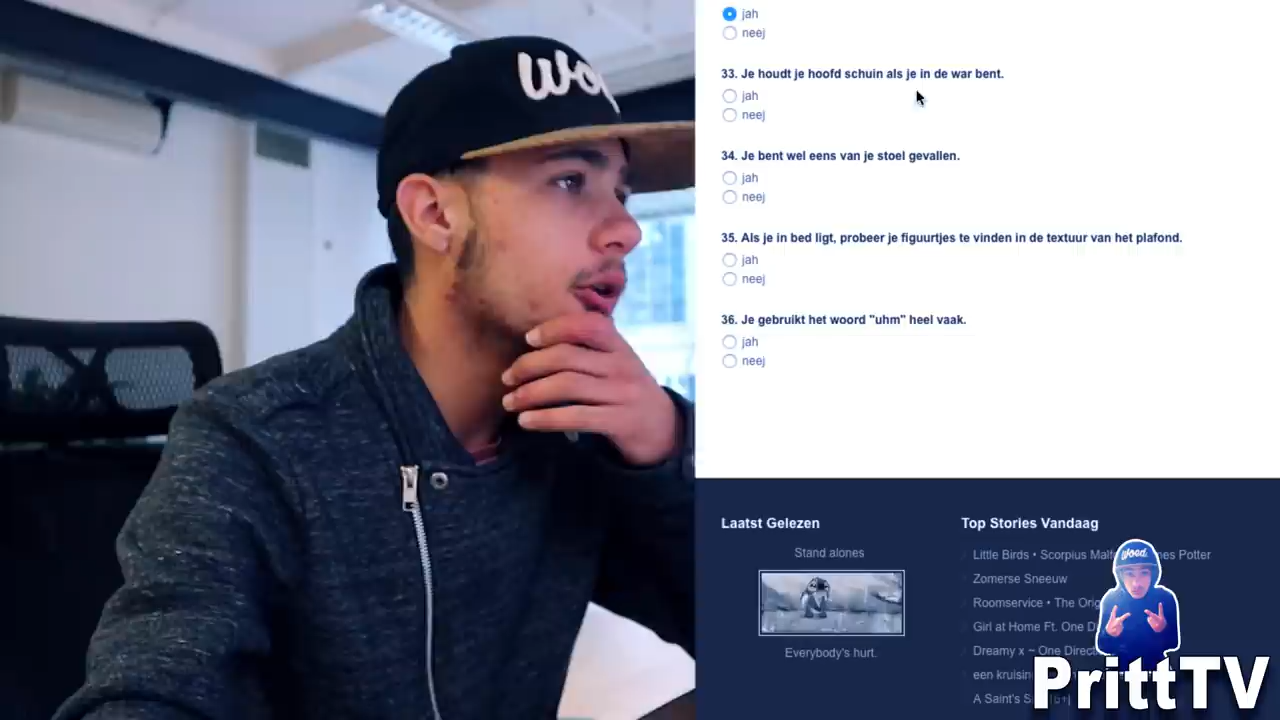 Wo
jah
neej
33. Je houdt je hoofd schuin als je in de war bent.
jah
neej
34. Je bent wel eens van je stoel gevallen.
jah
neej
35. Als je in bed ligt, probeer je figuurtjes te vinden in de textuur van het plafond.
jah
neej
36. Je gebruikt het woord "uhm" heel vaak.
jah
neej
Laatst Gelezen
Stand alones
Everybody's hurt.
Top Stories Vandaag
Little Birds • Scorpius Potter
Zomerse Sneeuw
Roomservice • The
Girl at Home Ft. One
Dreamy x ~ One
een
A Saint's
Wood.
PrittTV